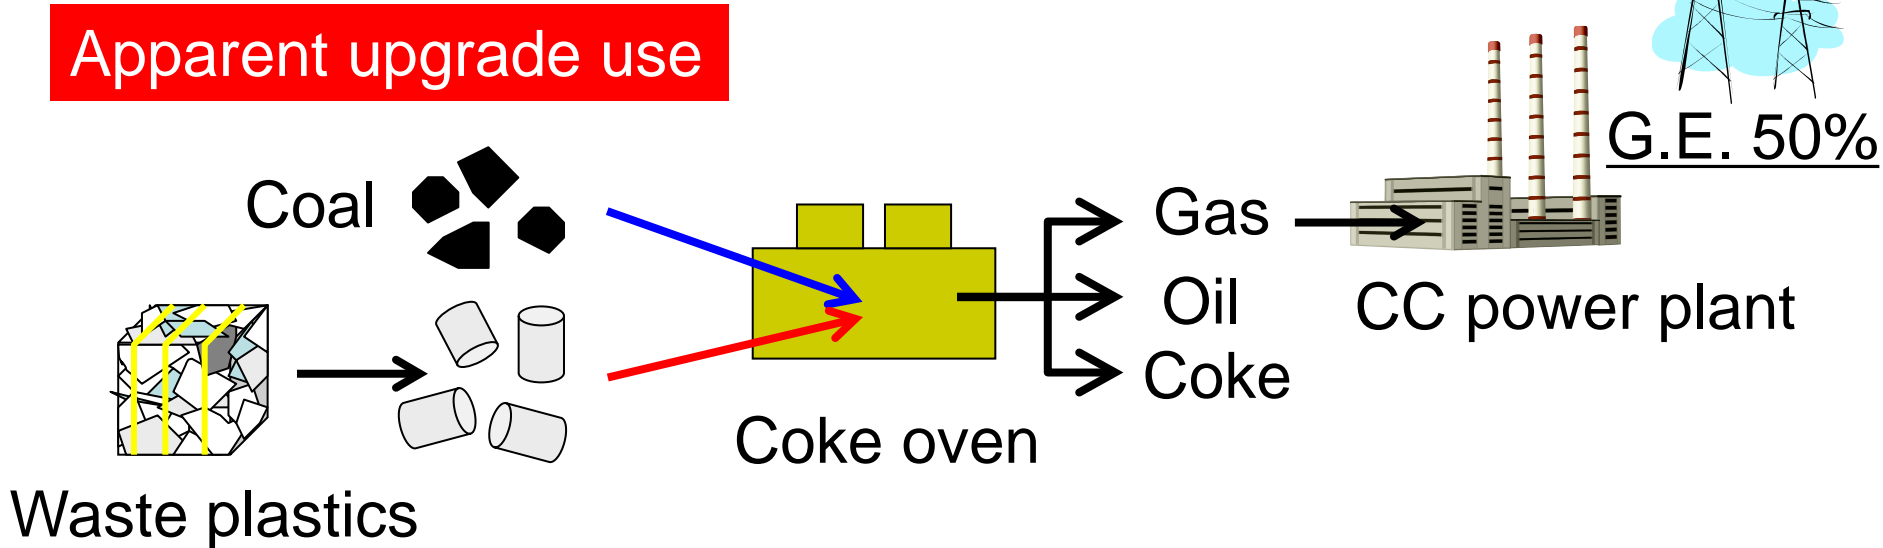 Apparent upgrade use
G.E. 50%
Coal
Gas
Oil
CC power plant
Coke
Coke oven
Waste plastics